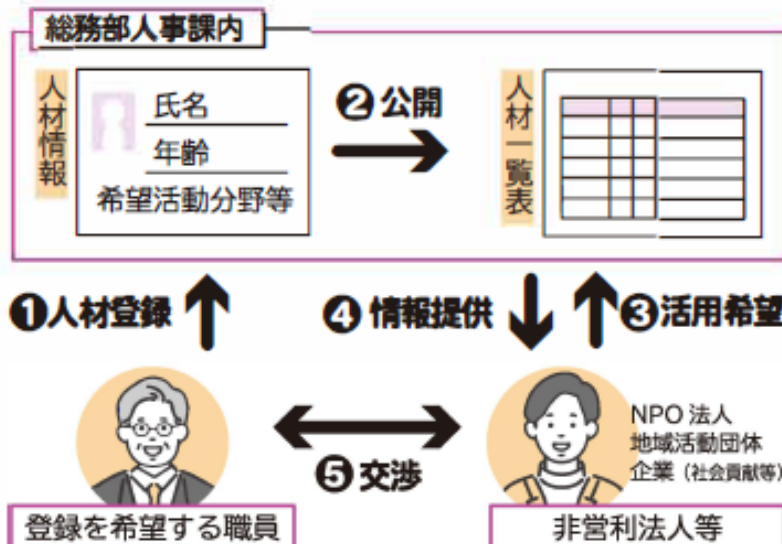 総務部人事課内
人材情報
氏名
年齢
希望活動分野等
❷公開
人材一覧表
❶人材登録
❹情報提供
❸活用希望
❺交渉
NPO法人
地域活動団体
企業（社会貢献等）
登録を希望する職員
非営利法人等